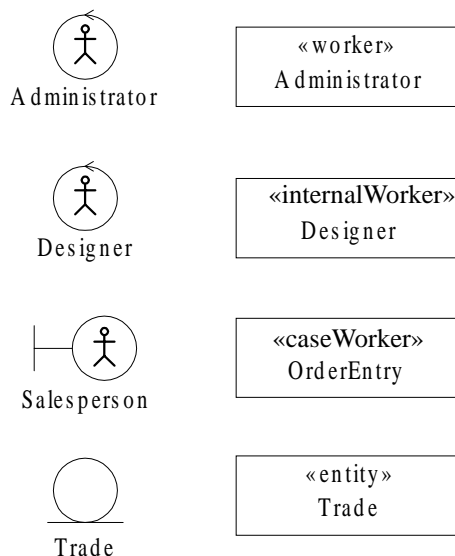 Administrator
«worker»
Administrator
Designer
«internalWorker»
Designer
Salesperson
«caseWorker»
OrderEntry
Trade
«entity»
Trade